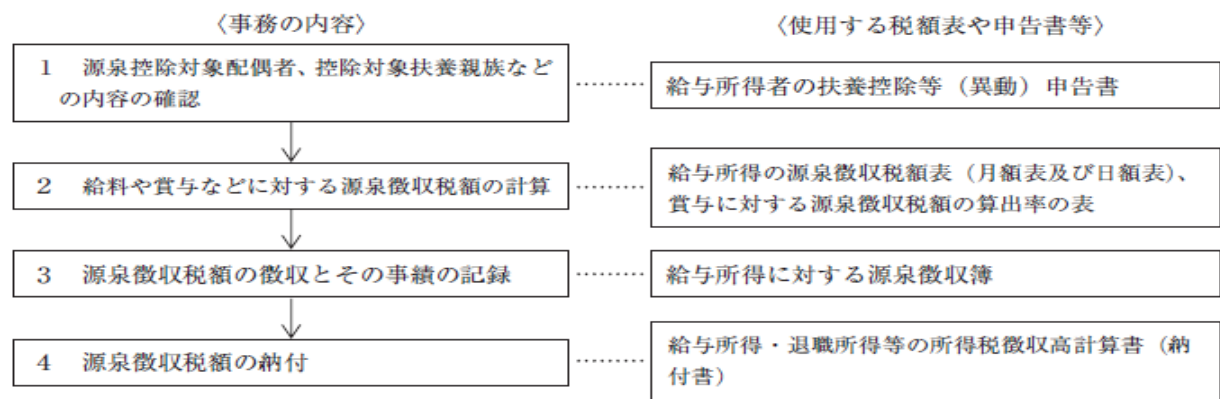 〈事務の内容〉
〈使用する税額表や申告書等〉
1 源泉控除対象配偶者、控除対象扶養親族など
の内容の確認
給与所得者の扶養控除等（異動）申告書
2 給料や賞与などに対する源泉徴収税額の計算
給与所得の源泉徴収税額表（月額表及び日額表）、
賞与に対する源泉徴収税額の算出率の表
3 源泉徴収税額の徴収とその事績の記録
給与所得に対する源泉徴収簿
4 源泉徴収税額の納付
給与所得・退職所得等の所得税徴収高計算書（納
付書）